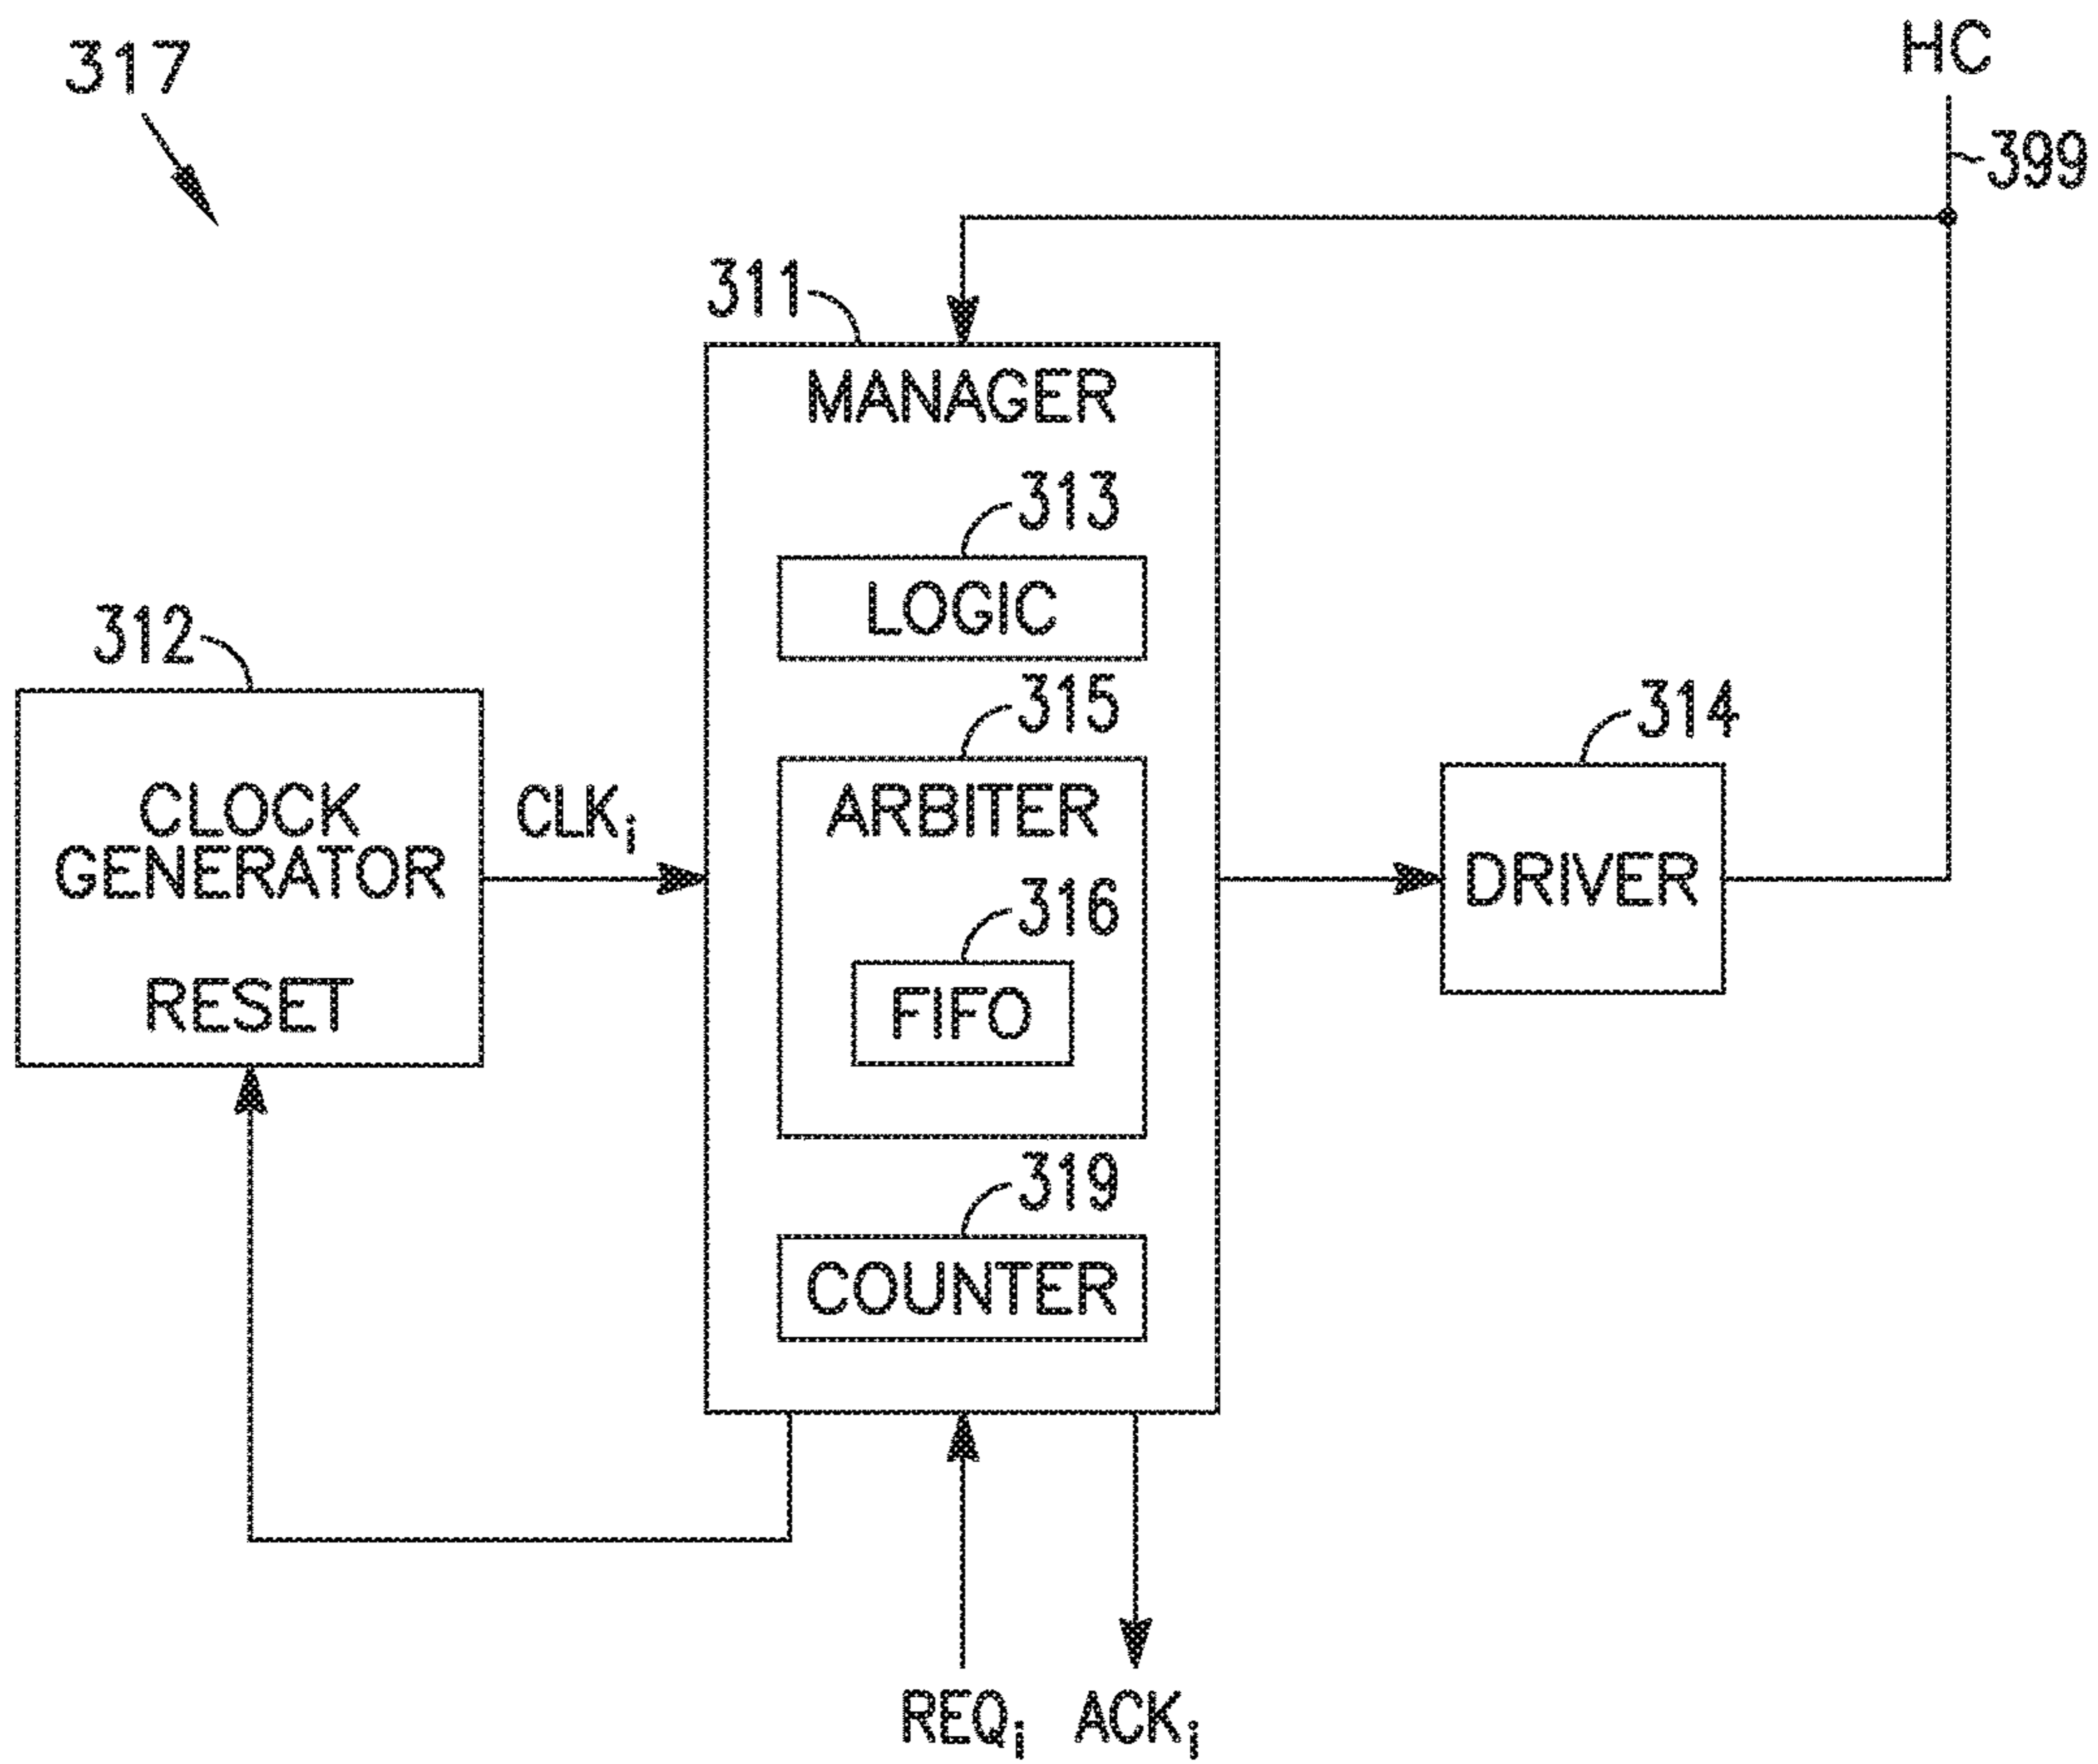 HC
317
399
311
MANAGER
313
LOGIC
312
315
314
CLOCK
GENERATOR
CLKi
ARBITER
DRIVER
316
FIFO
RESET
319
COUNTER
REQi ACKi